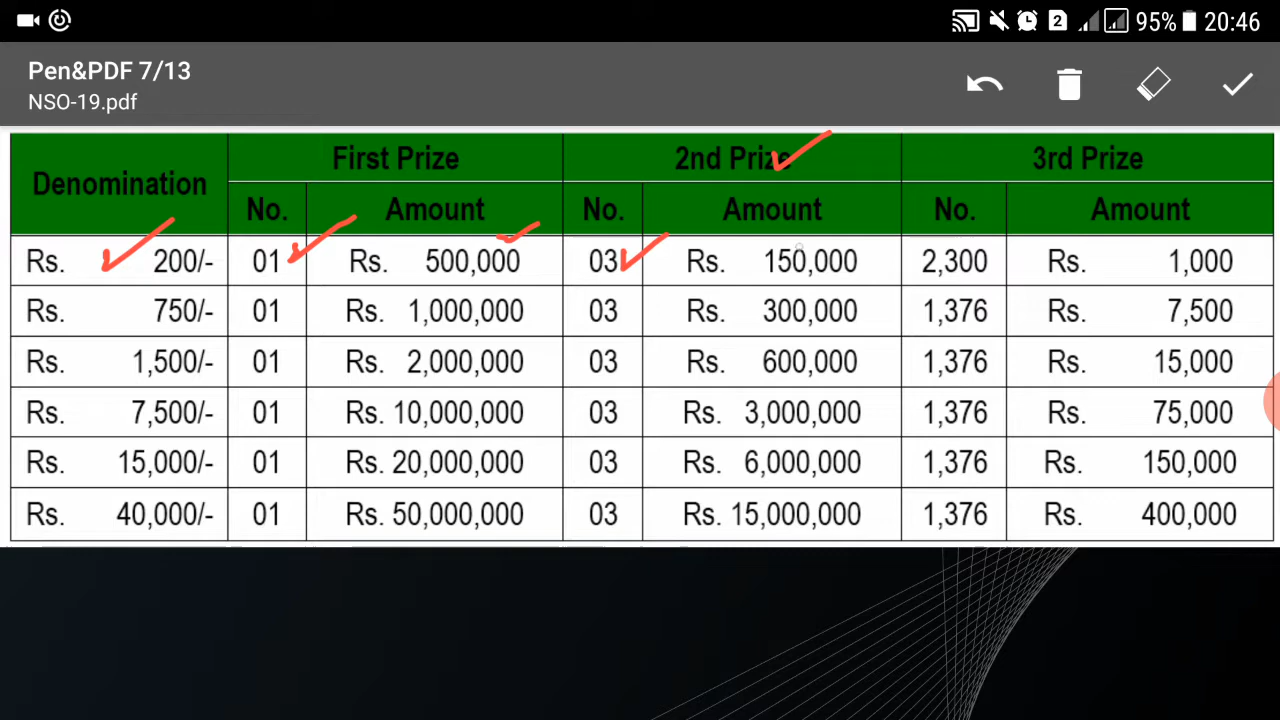 2 95% 20:46
Pen&PDF 7/13
NSO-19.pdf
Denomination First Prize 2nd Prize 3rd Prize
No. Amount No. Amount No. Amount
Rs. 200/- 01 Rs. 500,000 03 Rs. 150,000 2,300 Rs. 1,000
Rs. 750/- 01 Rs. 1,000,000 03 Rs. 300,000 1,376 Rs. 7,500
Rs. 1,500/- 01 Rs. 2,000,000 03 Rs. 600,000 1,376 Rs. 15,000
Rs. 7,500/- 01 Rs. 10,000,000 03 Rs. 3,000,000 1,376 Rs. 75,000
Rs. 15,000/- 01 Rs. 20,000,000 03 Rs. 6,000,000 1,376 Rs. 150,000
Rs. 40,000/- 01 Rs. 50,000,000 03 Rs. 15,000,000 1,376 Rs. 400,000